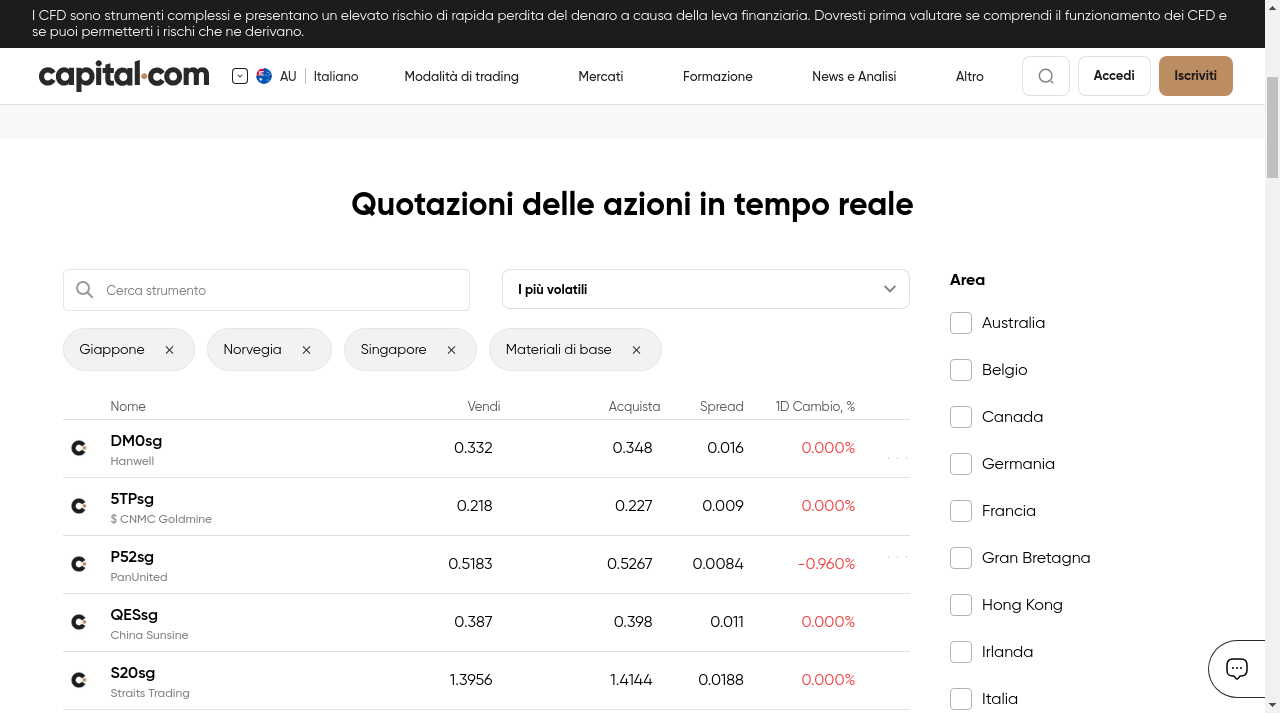 I CFD sono strumenti complessi e presentano un elevato rischio di rapida perdita del denaro a causa della leva finanziaria. Dovresti prima valutare se comprendi il funzionamento dei CFD e
se puoi permetterti i rischi che ne derivano.
capital.com AU Italiano Modalità di trading Mercati Formazione News e Analisi Altro Accedi Iscriviti
Quotazioni delle azioni in tempo reale
Cerca strumento I più volatili Area
Australia
Giappone Norvegia Singapore Materiali di base
Belgio
Nome Vendi Acquista Spread 1D Cambio, %
Canada
DM0sg 0.332 0.348 0.016 0.000%
Hanwell
Germania
5TPsg 0.218 0.227 0.009 0.000%
$ CNMC Goldmine
Francia
P52sg 0.5183 0.5267 0.0084 -0.960%
PanUnited
Gran Bretagna
Hong Kong
QESsg 0.387 0.398 0.011 0.000%
China Sunsine
Irlanda
S20sg 1.3956 1.4144 0.0188 0.000%
Straits Trading
Italia